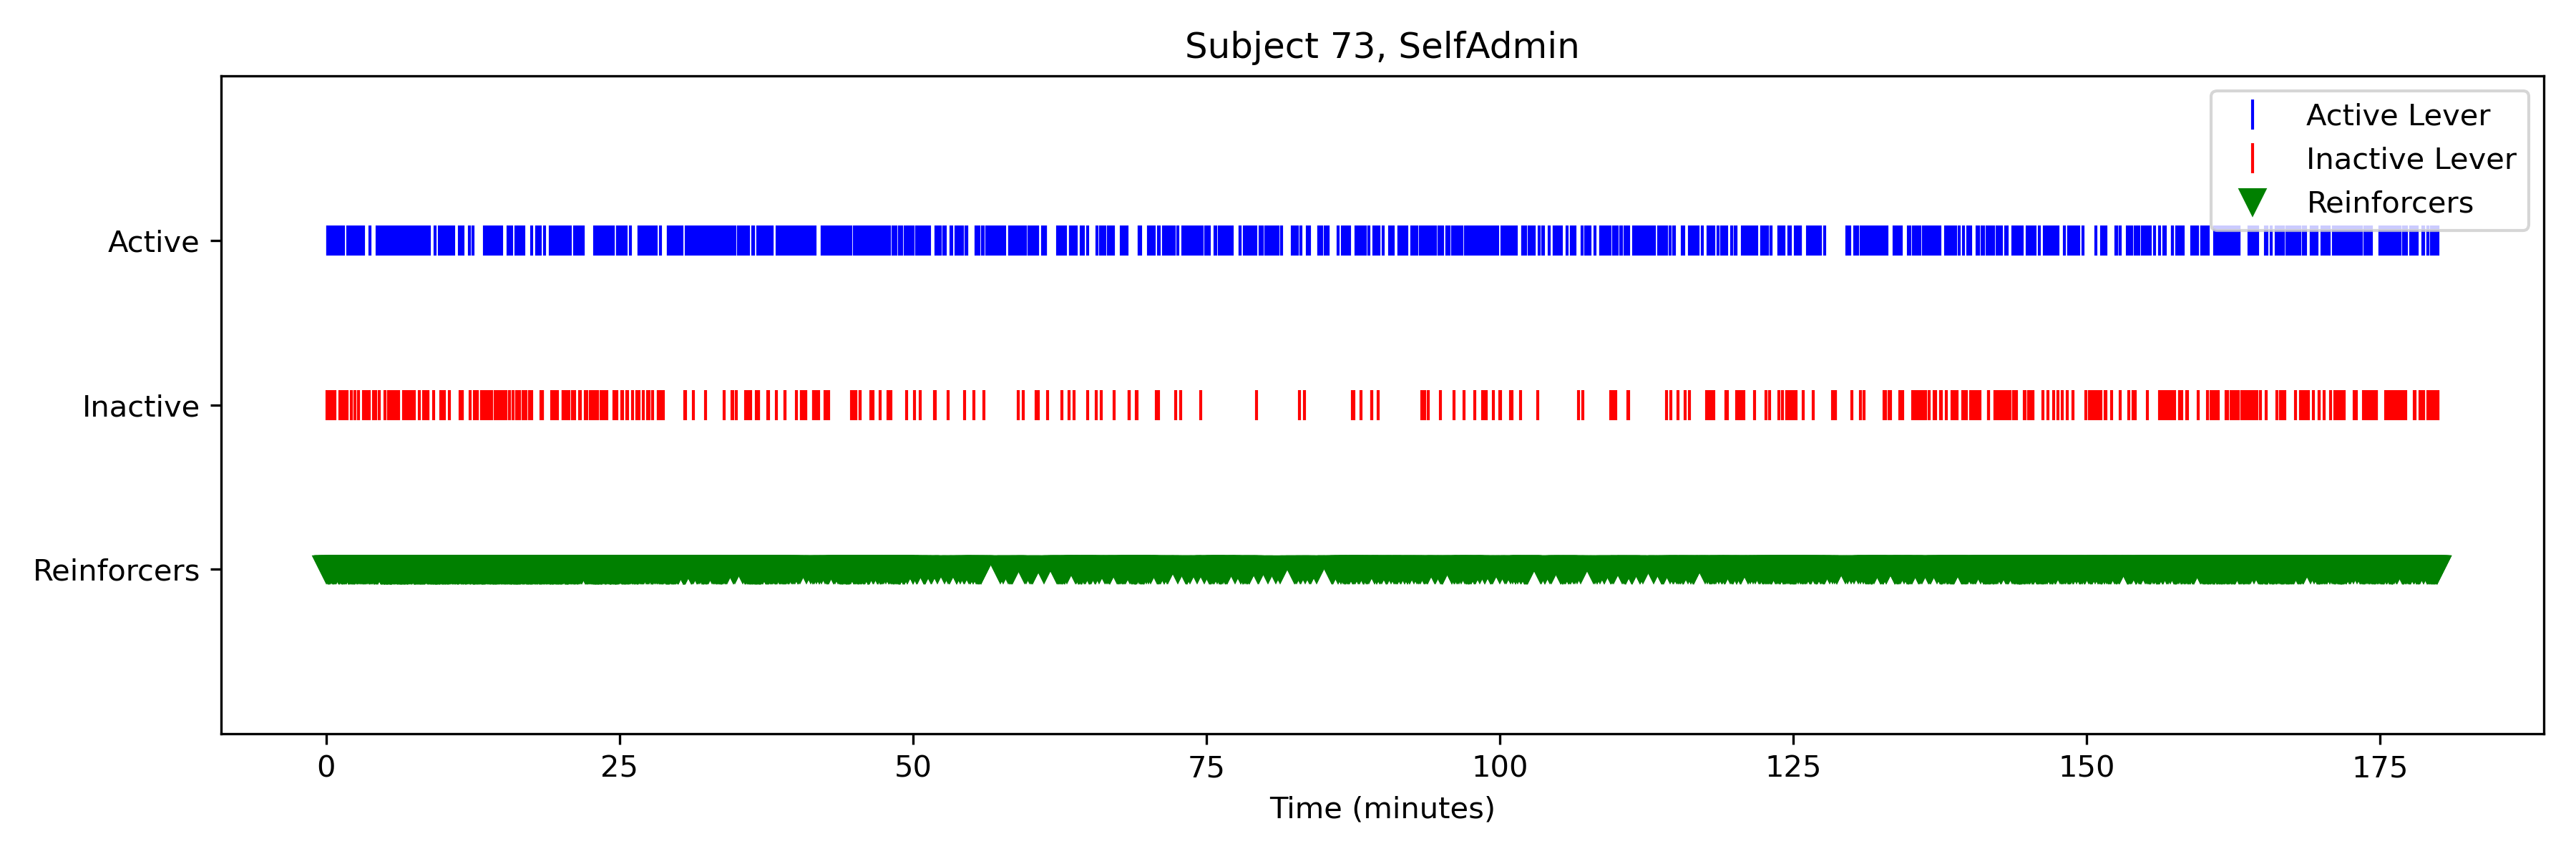 Subject 73, SelfAdmin
Active Lever
Inactive Lever
Reinforcers
Active
Inactive
Reinforcers
0 25 50 75 100 125 150 175
Time (minutes)